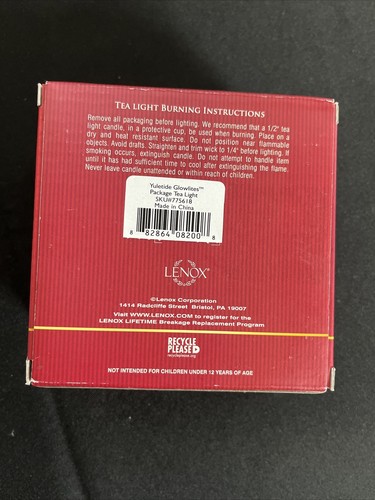 TEA LIGHT BURNING INSTRUCTIONS
Remove all packaging before lighting. We recommend that a 1/2" tea
light candle, in a protective cup, be used when burning. Place on a
dry and heat resistant surface. Do not position near flammable
objects. Avoid drafts. Straighten and trim wick to 1/4" before lighting. If
smoking occurs, extinguish candle. Do not attempt to handle item
until it has had sufficient time to cool after extinguishing the flame.
Never leave candle unattended or within reach of children.
Yuletide Glowlites™
Package Tea Light
SKU#775618
Made in China
8 82864 08200 8
LENOX®
©Lenox Corporation
1414 Radcliffe Street Bristol, PA 19007
Visit WWW.LENOX.COM to register for the
LENOX LIFETIME Breakage Replacement Program
RECYCLE
PLEASE
recycleplease.org
NOT INTENDED FOR CHILDREN UNDER 12 YEARS OF AGE